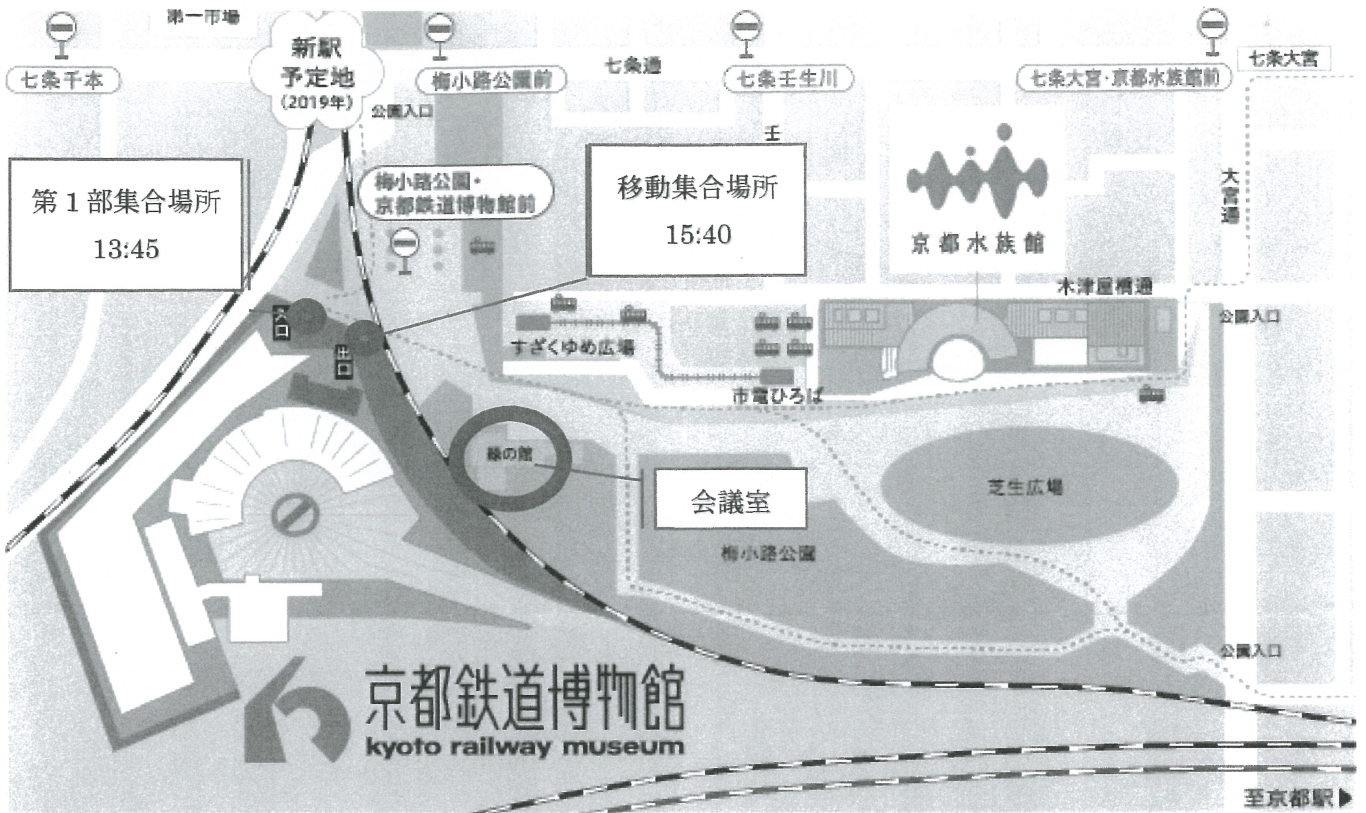 第一市場
新駅
予定地
(2019年)
七条千本
梅小路公園前
七条通
七条壬生川
七条大宮・京都水族館前
七条大宮
公園入口
壬
第1部集合場所
13:45
梅小路公園・
京都鉄道博物館前
移動集合場所
15:40
京都水族館
大宮通
木津屋橋通
公園入口
入口
出口
すざくゆめ広場
市電ひろば
緑の館
会議室
芝生広場
梅小路公園
公園入口
京都鉄道博物館
kyoto railway museum
至京都駅▶